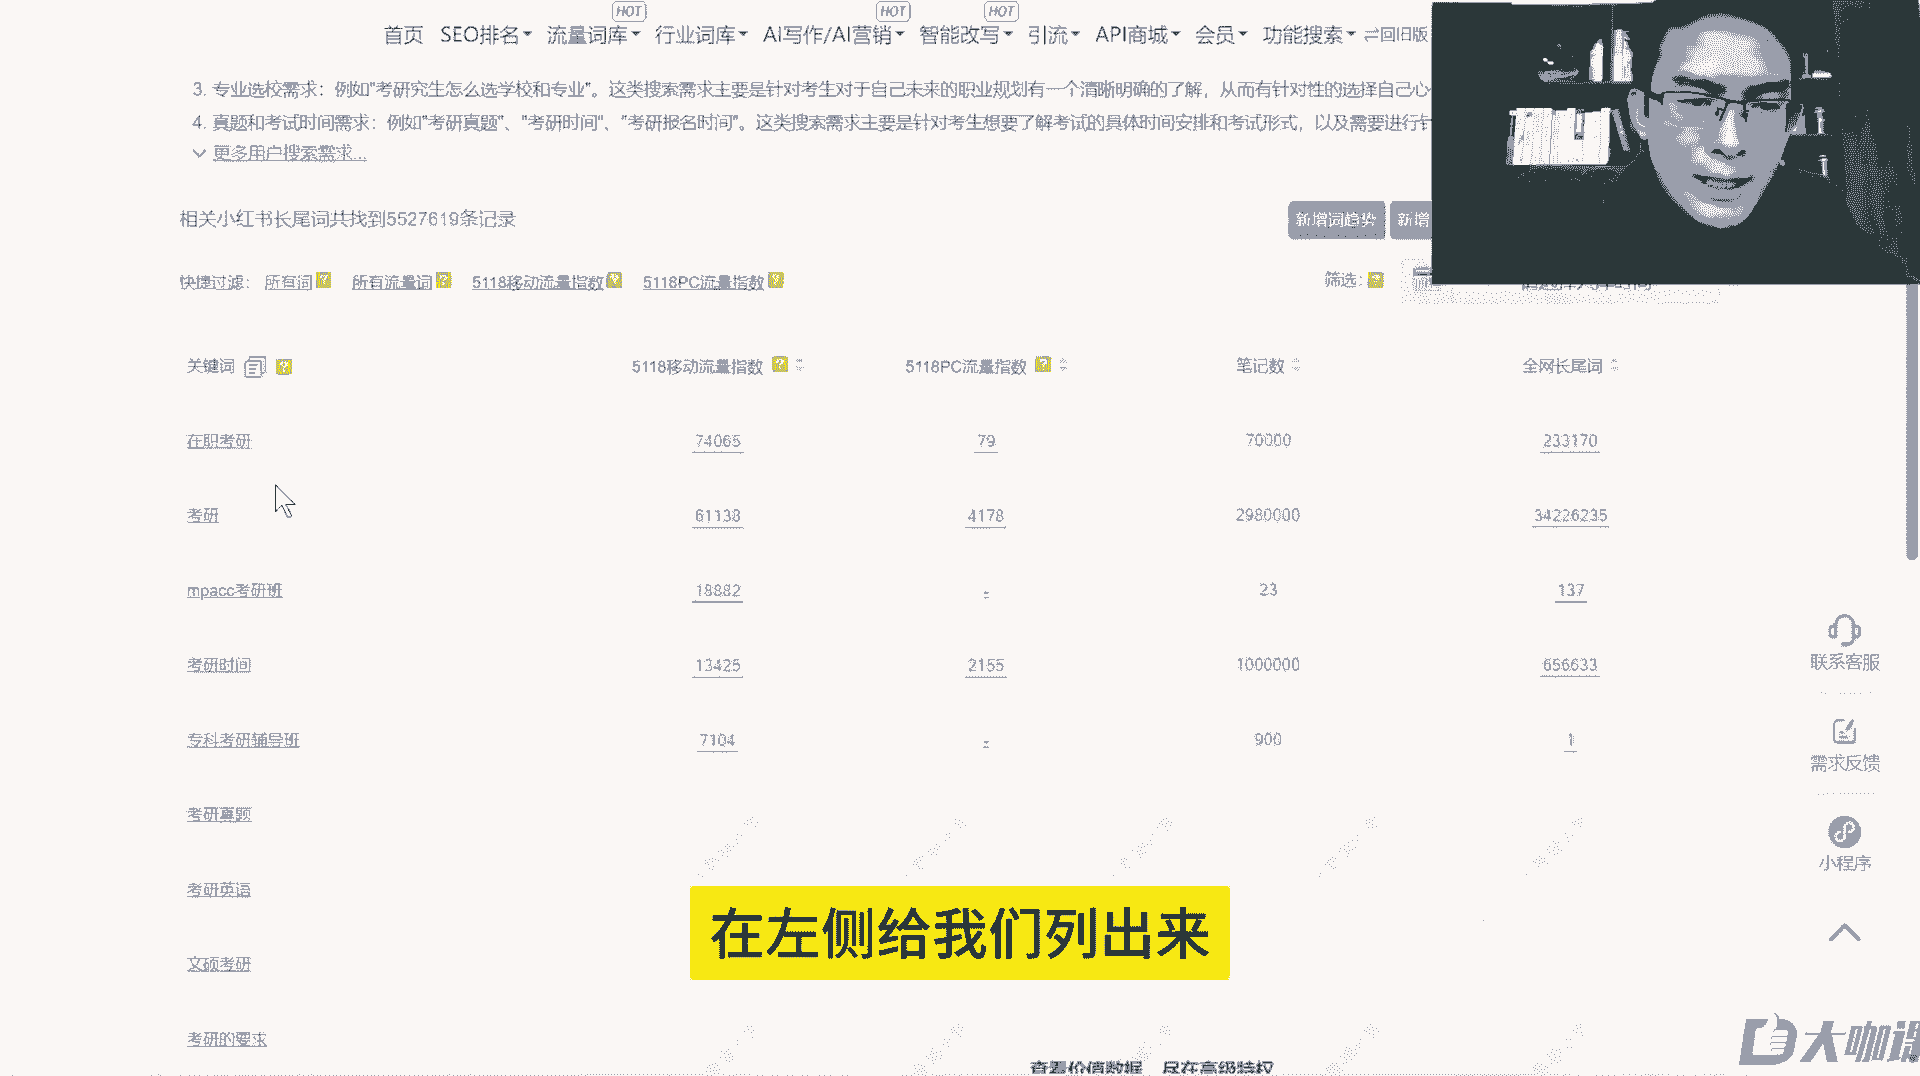 HOT HOT HOT
首页 SEO排名 流量词库 行业词库 AI写作/AI营销 智能改写 引流 API商城 会员 功能搜索 回旧版
3. 专业选校需求：例如"考研究生怎么选学校和专业"。这类搜索需求主要是针对考生对于自己未来的职业规划有一个清晰明确的了解，从而有针对性的选择自己心
4. 真题和考试时间需求：例如"考研真题"、"考研时间"、"考研报名时间"。这类搜索需求主要是针对考生想要了解考试的具体时间安排和考试形式，以及需要进行针
更多用户搜索需求...
相关小红书长尾词共找到5527619条记录
新增词趋势 新增
快捷过滤： 所有词 所有流量词 5118移动流量指数 5118PC流量指数 筛选：
关键词 5118移动流量指数 5118PC流量指数 笔记数 全网长尾词
在职考研 74065 79 70000 233170
考研 61138 4178 2980000 34226235
mpacc考研班 18882 - 23 137
考研时间 13425 2155 1000000 656633
专科考研辅导班 7104 - 900 1
考研真题
考研英语
文硕考研
考研的要求
在左侧给我们列出来
查看价值数据，尽在高级特权
联系客服
需求反馈
小程序
大咖课